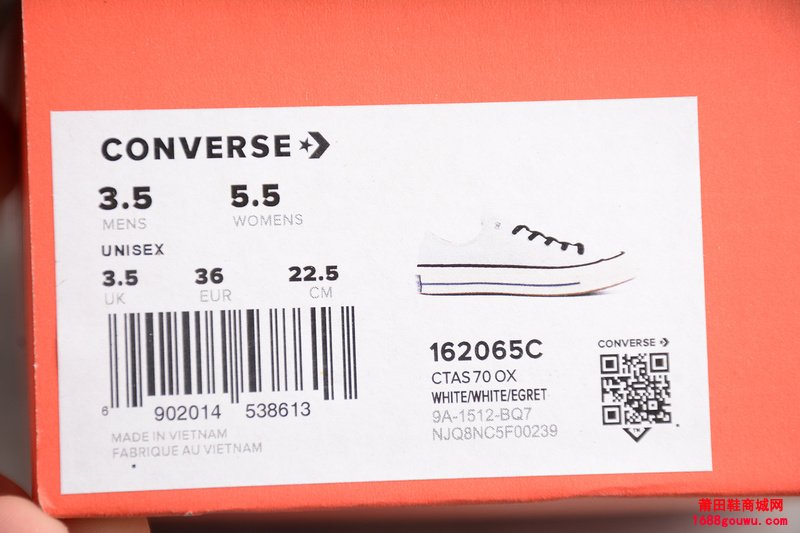 CONVERSE
3.5 5.5
MENS WOMENS
UNISEX
3.5 36 22.5
UK EUR CM
6 902014 538613
MADE IN VIETNAM
FABRIQUE AU VIETNAM
162065C
CTAS 70 OX
WHITE/WHITE/EGRET
9A-1512-BQ7
NJQ8NC5F00239
CONVERSE
莆田鞋商城网
1688gouwu.com